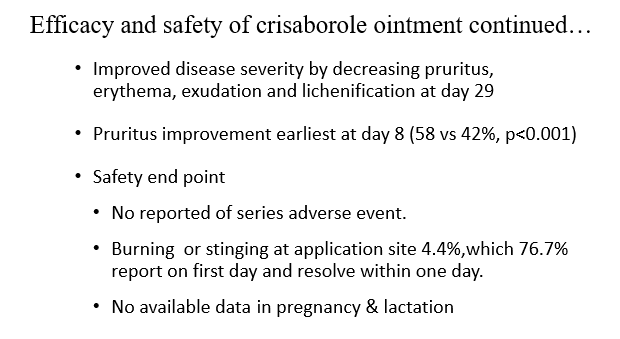 Efficacy and safety of crisaborole ointment continued…
• Improved disease severity by decreasing pruritus,
erythema, exudation and lichenification at day 29
• Pruritus improvement earliest at day 8 (58 vs 42%, p<0.001)
• Safety end point
• No reported of series adverse event.
• Burning  or stinging at application site 4.4%,which 76.7%
report on first day and resolve within one day.
• No available data in pregnancy & lactation